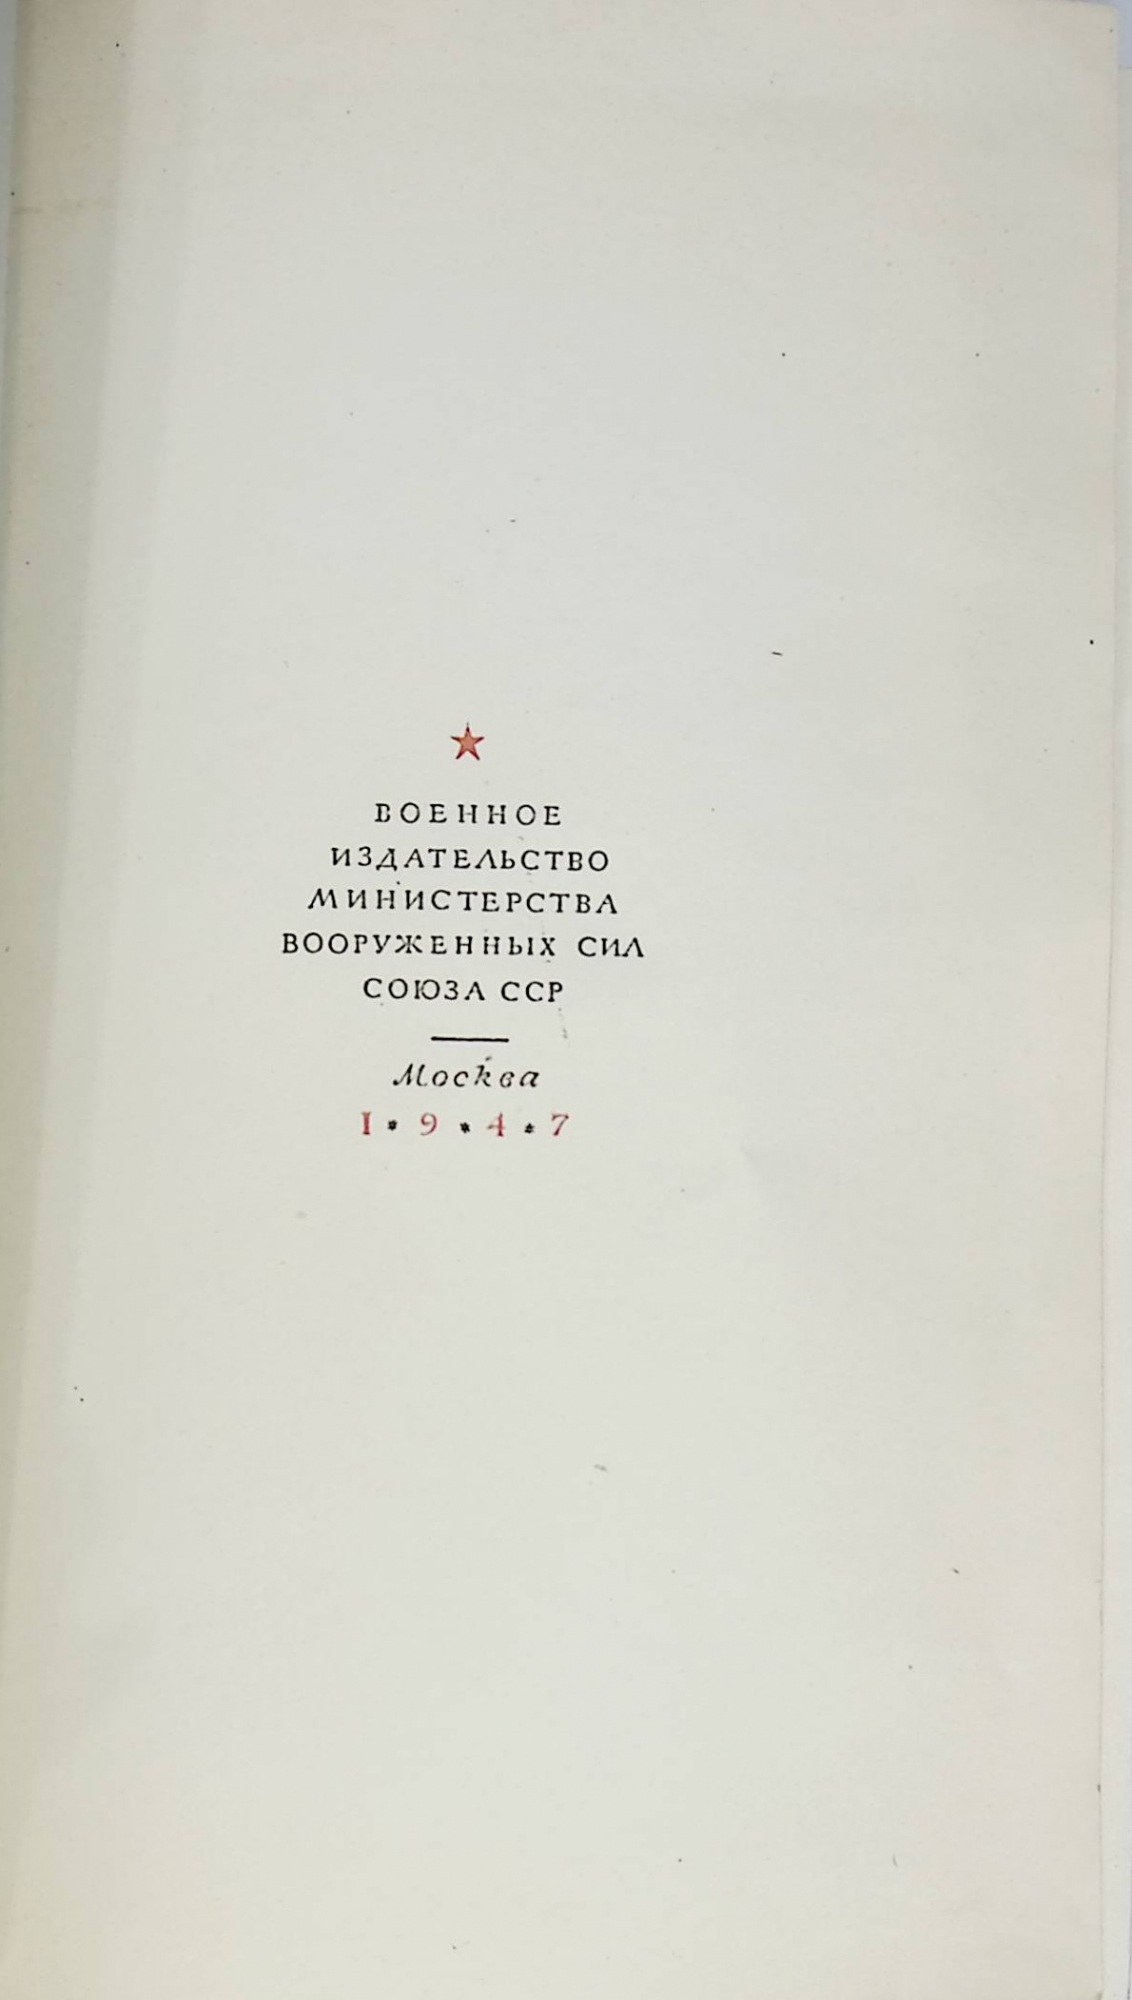 ВОЕННОЕ
ИЗДАТЕЛЬСТВО
МИНИСТЕРСТВА
ВООРУЖЕННЫХ СИЛ
СОЮЗА ССР
Москва
1 * 9 * 4 * 7